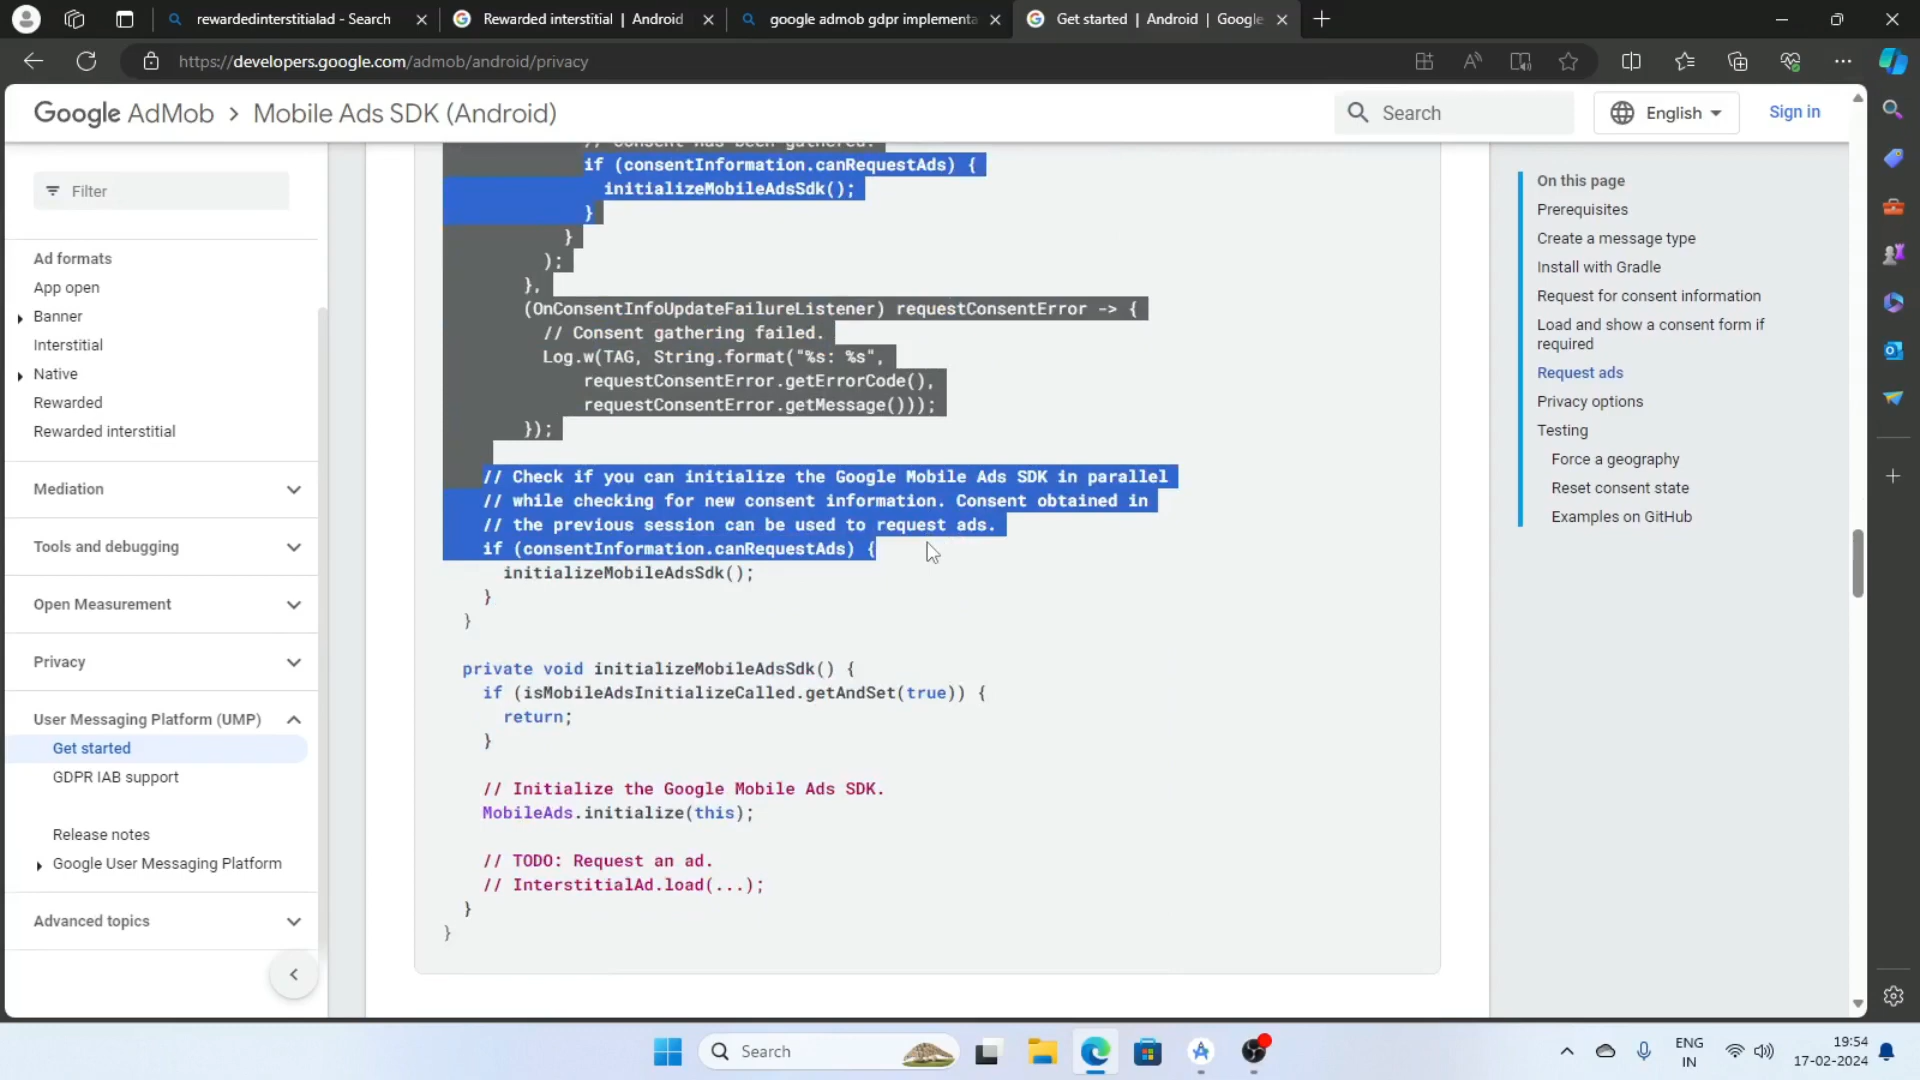 rewardedinterstitialad - Search
Rewarded interstitial | Android
google admob gdpr implementa
Get started | Android | Google
https://developers.google.com/admob/android/privacy
Google AdMob > Mobile Ads SDK (Android)
Search
English
Sign in
Filter
Ad formats
App open
Banner
Interstitial
Native
Rewarded
Rewarded interstitial
Mediation
Tools and debugging
Open Measurement
Privacy
User Messaging Platform (UMP)
Get started
GDPR IAB support
Release notes
Google User Messaging Platform
Advanced topics
// Consent has been gathered.
if (consentInformation.canRequestAds) {
initializeMobileAdsSdk();
}
}
);
},
(OnConsentInfoUpdateFailureListener) requestConsentError -> {
// Consent gathering failed.
Log.w(TAG, String.format("%s: %s",
requestConsentError.getErrorCode(),
requestConsentError.getMessage()));
});
// Check if you can initialize the Google Mobile Ads SDK in parallel
// while checking for new consent information. Consent obtained in
// the previous session can be used to request ads.
if (consentInformation.canRequestAds) {
initializeMobileAdsSdk();
}
}
private void initializeMobileAdsSdk() {
if (isMobileAdsInitializeCalled.getAndSet(true)) {
return;
}
// Initialize the Google Mobile Ads SDK.
MobileAds.initialize(this);
// TODO: Request an ad.
// InterstitialAd.load(...);
}
}
On this page
Prerequisites
Create a message type
Install with Gradle
Request for consent information
Load and show a consent form if
required
Request ads
Privacy options
Testing
Force a geography
Reset consent state
Examples on GitHub
Search
ENG
IN
19:54
17-02-2024